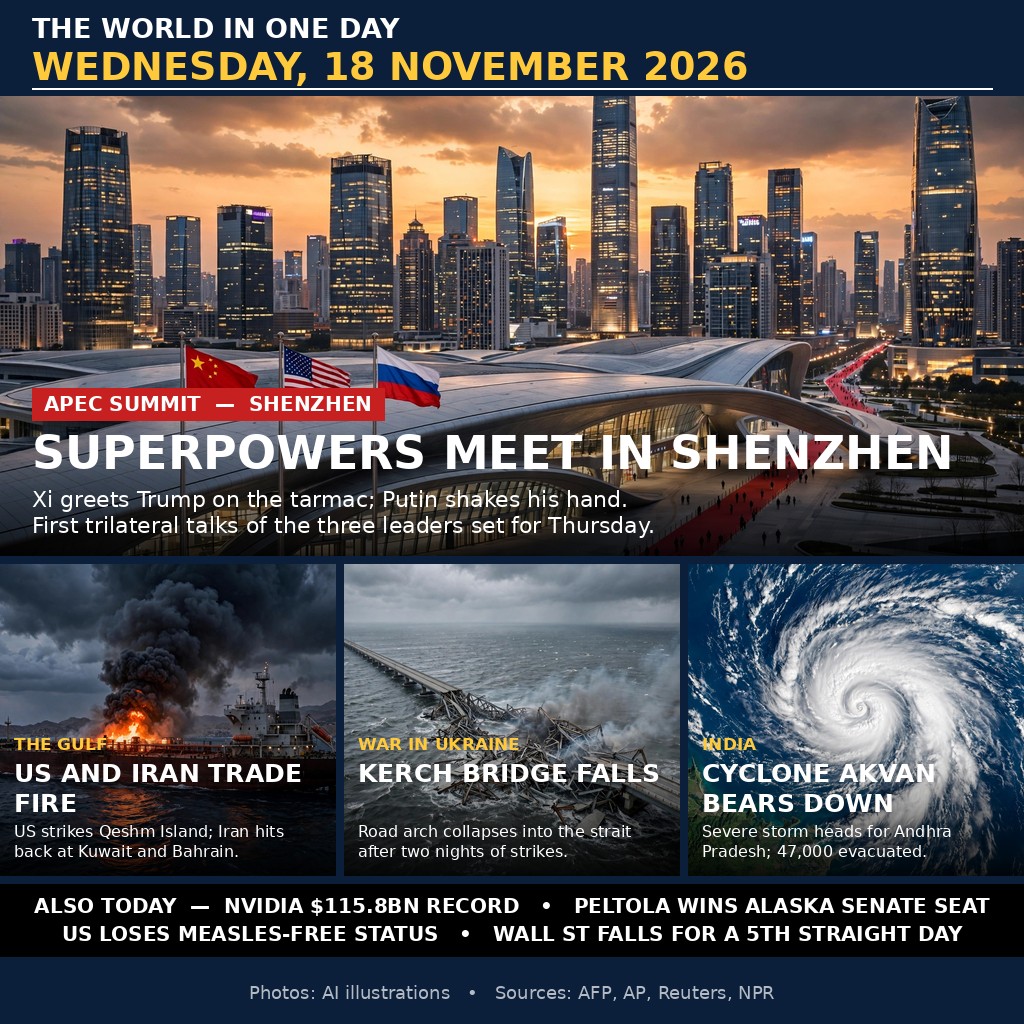 THE WORLD IN ONE DAY
WEDNESDAY, 18 NOVEMBER 2026
APEC SUMMIT — SHENZHEN
SUPERPOWERS MEET IN SHENZHEN
Xi greets Trump on the tarmac; Putin shakes his hand.
First trilateral talks of the three leaders set for Thursday.
THE GULF
US AND IRAN TRADE
FIRE
US strikes Qeshm Island; Iran hits
back at Kuwait and Bahrain.
WAR IN UKRAINE
KERCH BRIDGE FALLS
Road arch collapses into the strait
after two nights of strikes.
INDIA
CYCLONE AKVAN
BEARS DOWN
Severe storm heads for Andhra
Pradesh; 47,000 evacuated.
ALSO TODAY — NVIDIA $115.8BN RECORD • PELTOLA WINS ALASKA SENATE SEAT
US LOSES MEASLES-FREE STATUS • WALL ST FALLS FOR A 5TH STRAIGHT DAY
Photos: AI illustrations • Sources: AFP, AP, Reuters, NPR